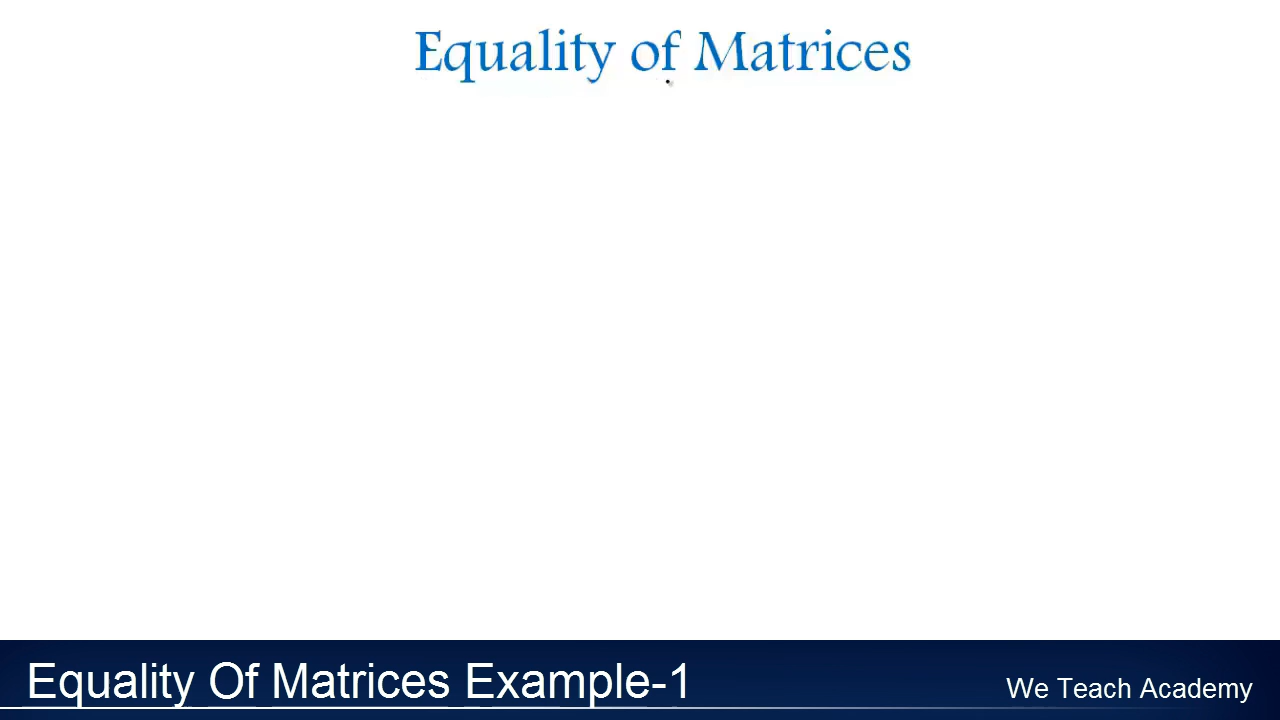 Equality of Matrices
Equality Of Matrices Example-1
We Teach Academy